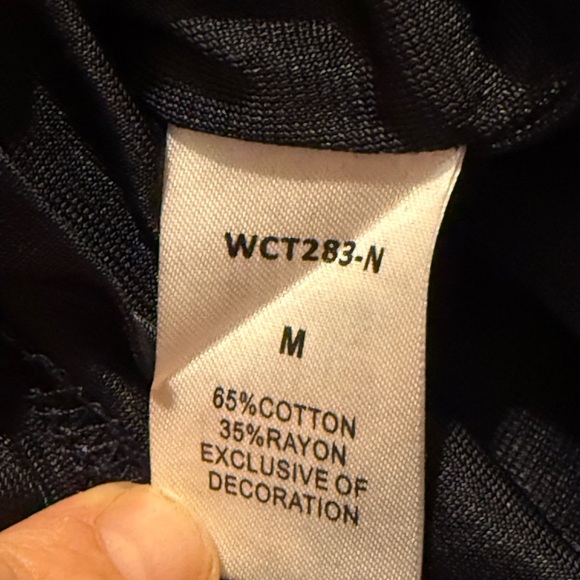 WCT283-N
M
65%COTTON
35%RAYON
EXCLUSIVE OF
DECORATION